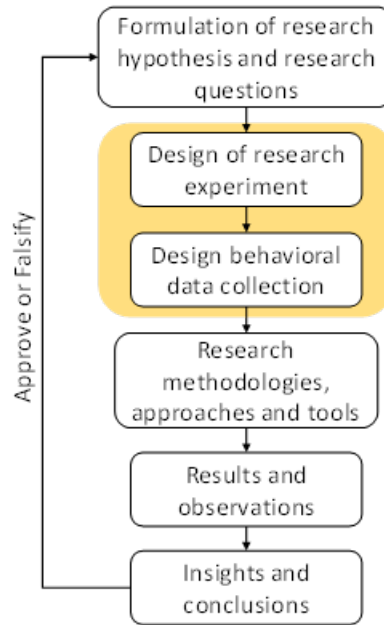 Formulation of research
hypothesis and research
questions
Design of research
experiment
Design behavioral
data collection
Research
methodologies,
approaches and tools
Results and
observations
Insights and
conclusions
Approve or Falsify